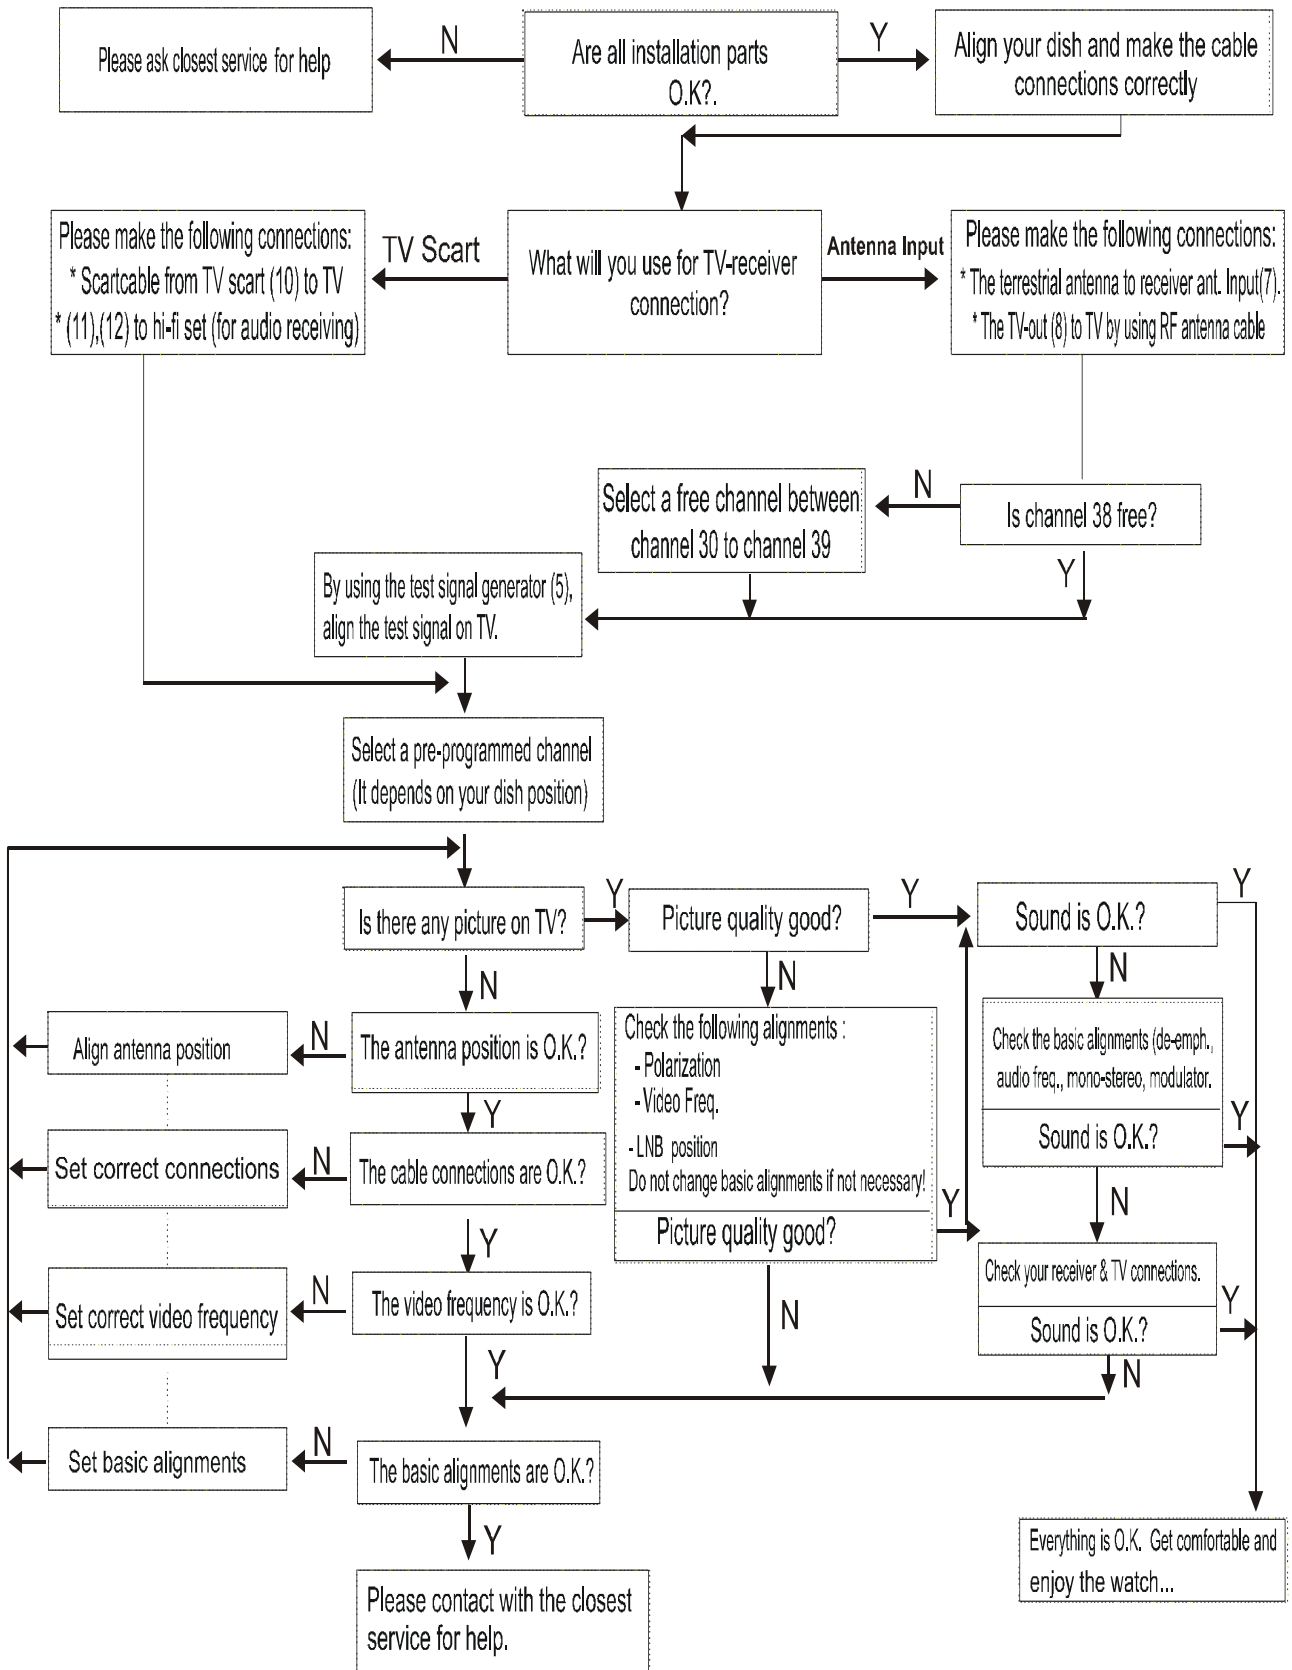 Please ask closest service for help
N
Are all installation parts
O.K?.
Y
Align your dish and make the cable
connections correctly
Please make the following connections:
* Scartcable from TV scart (10) to TV
* (11),(12) to hi-fi set (for audio receiving)
TV Scart
What will you use for TV-receiver
connection?
Antenna Input
Please make the following connections:
* The terrestrial antenna to receiver ant. Input(7).
* The TV-out (8) to TV by using RF antenna cable
Select a free channel between
channel 30 to channel 39
N
Is channel 38 free?
Y
By using the test signal generator (5),
align the test signal on TV.
Select a pre-programmed channel
(It depends on your dish position)
Is there any picture on TV?
Y
Picture quality good?
Y
Sound is O.K.?
Y
N
N
N
Align antenna position
N
The antenna position is O.K.?
Y
Check the following alignments :
- Polarization
- Video Freq.
- LNB position
Do not change basic alignments if not necessary!
Picture quality good?
Y
N
Check the basic alignments (de-emph.,
audio freq., mono-stereo, modulator.
Sound is O.K.?
Y
N
Set correct connections
N
The cable connections are O.K.?
Y
Check your receiver & TV connections.
Sound is O.K.?
Y
N
Set correct video frequency
N
The video frequency is O.K.?
Y
Set basic alignments
N
The basic alignments are O.K.?
Y
Everything is O.K. Get comfortable and
enjoy the watch...
Please contact with the closest
service for help.